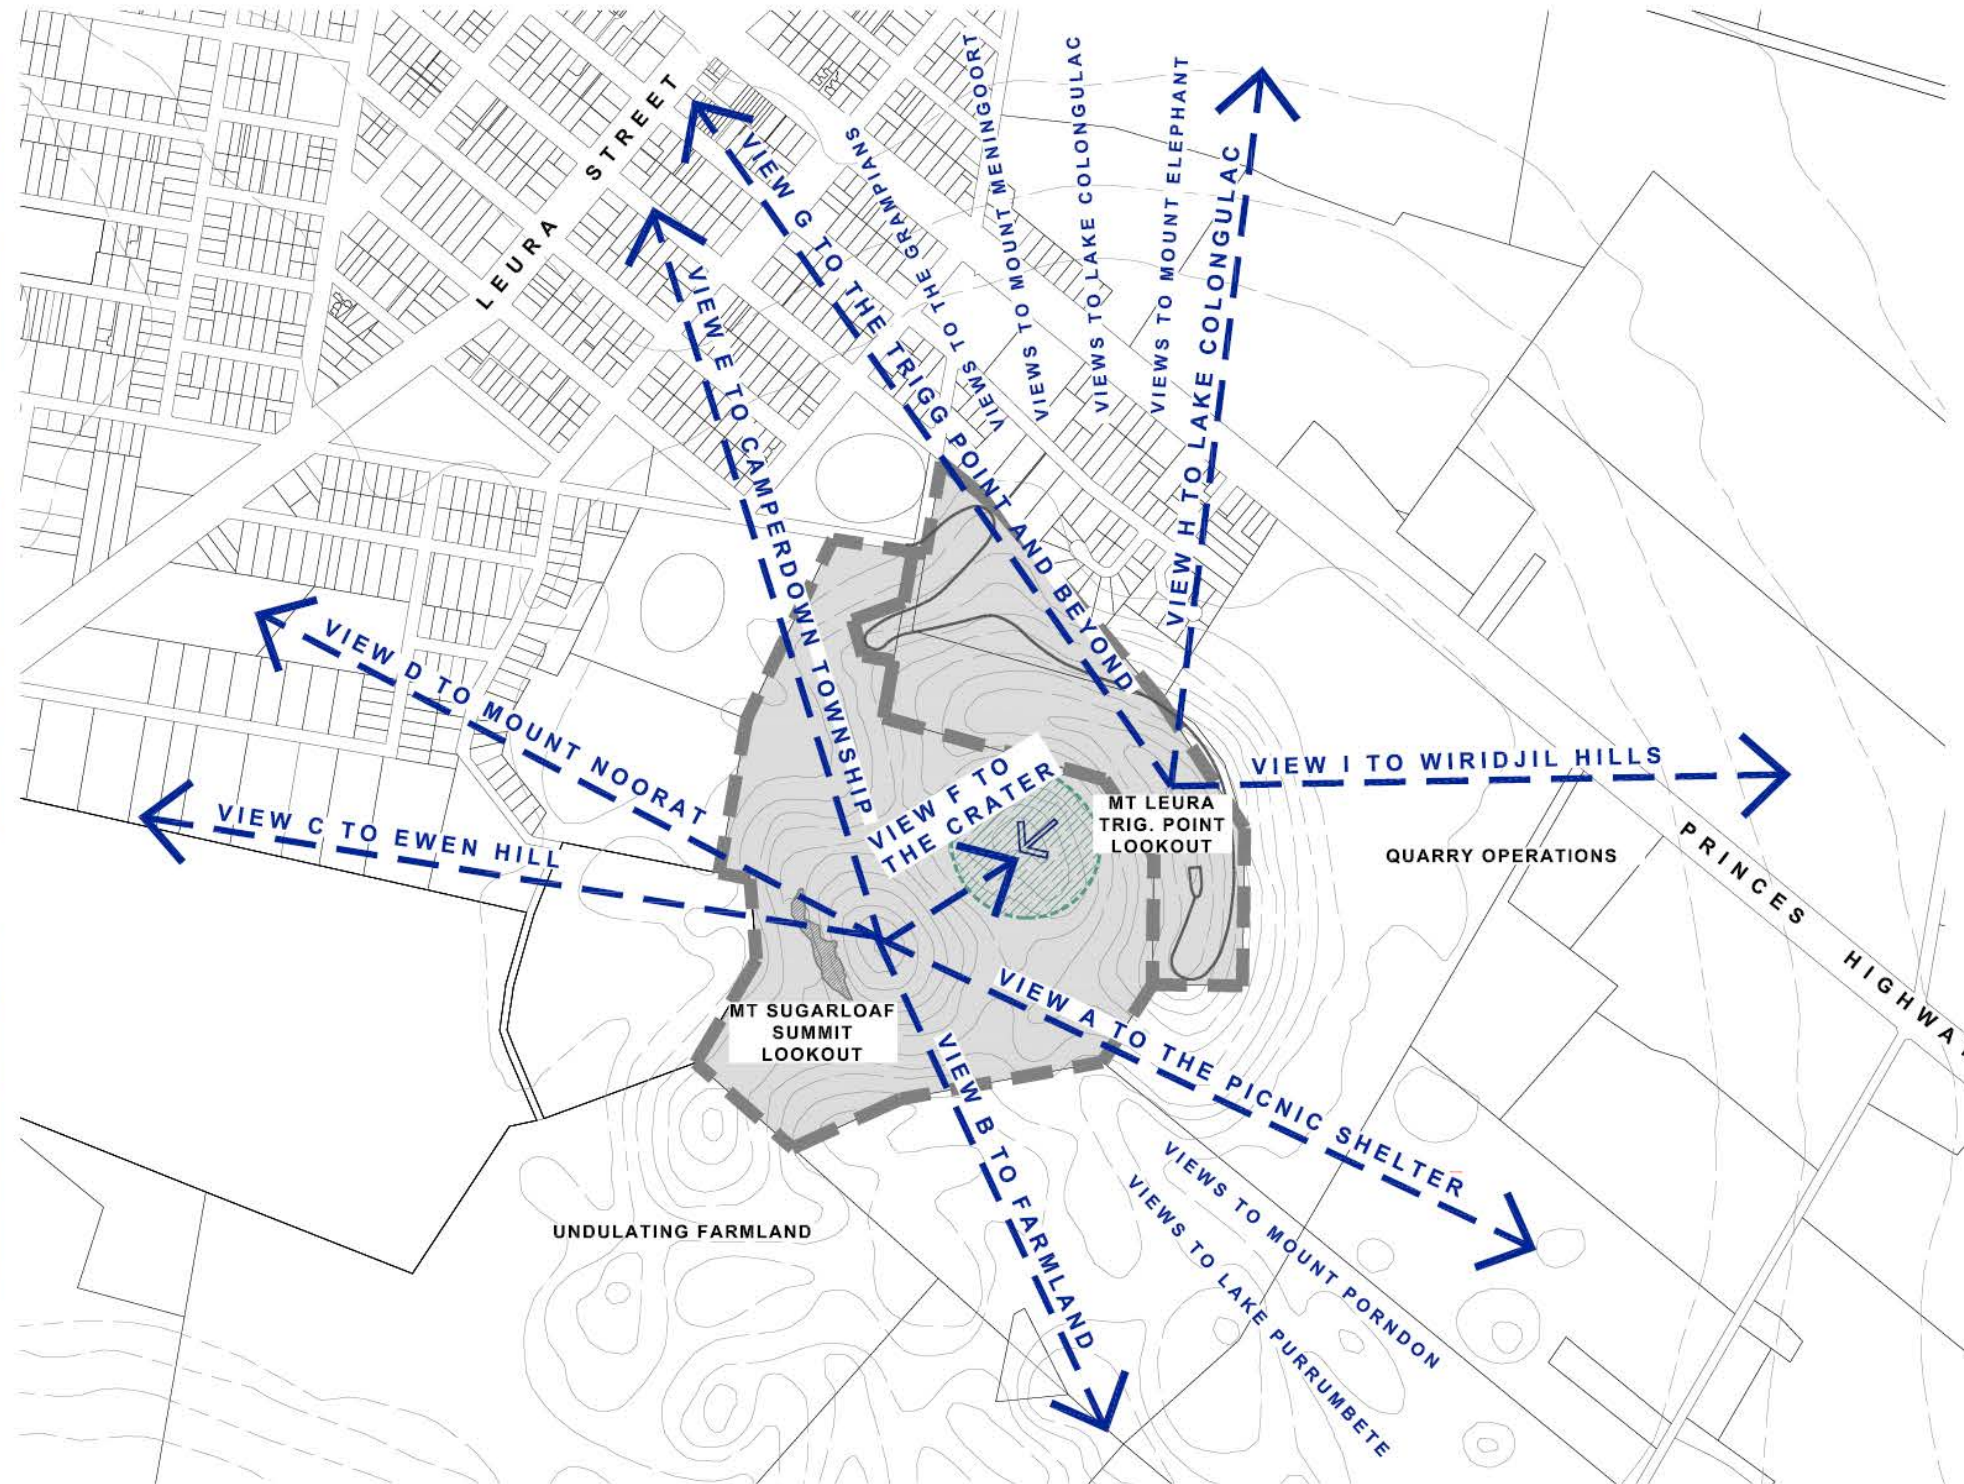 LEURA STREET
VIEW G TO THE TRIGG POINT AND BEYOND
VIEWS TO THE GRAMPIANS
VIEWS
VIEWS TO MOUNT MENINGOORT
VIEWS TO LAKE COLONGULAC
VIEWS TO MOUNT ELEPHANT
VIEW H TO LAKE COLONGULAC
VIEW E TO CAMPERDOWN TOWNSHIP
VIEW D TO MOUNT NOORAT
VIEW C TO EWEN HILL
VIEW F TO
THE CRATER
VIEW I TO WIRIDJIL HILLS
MT LEURA
TRIG. POINT
LOOKOUT
QUARRY OPERATIONS
PRINCES HIGHWAY
MT SUGARLOAF
SUMMIT
LOOKOUT
VIEW A TO THE PICNIC SHELTER
VIEW B TO FARMLAND
VIEWS TO MOUNT PORNDON
VIEWS TO LAKE PURRUMBETE
UNDULATING FARMLAND